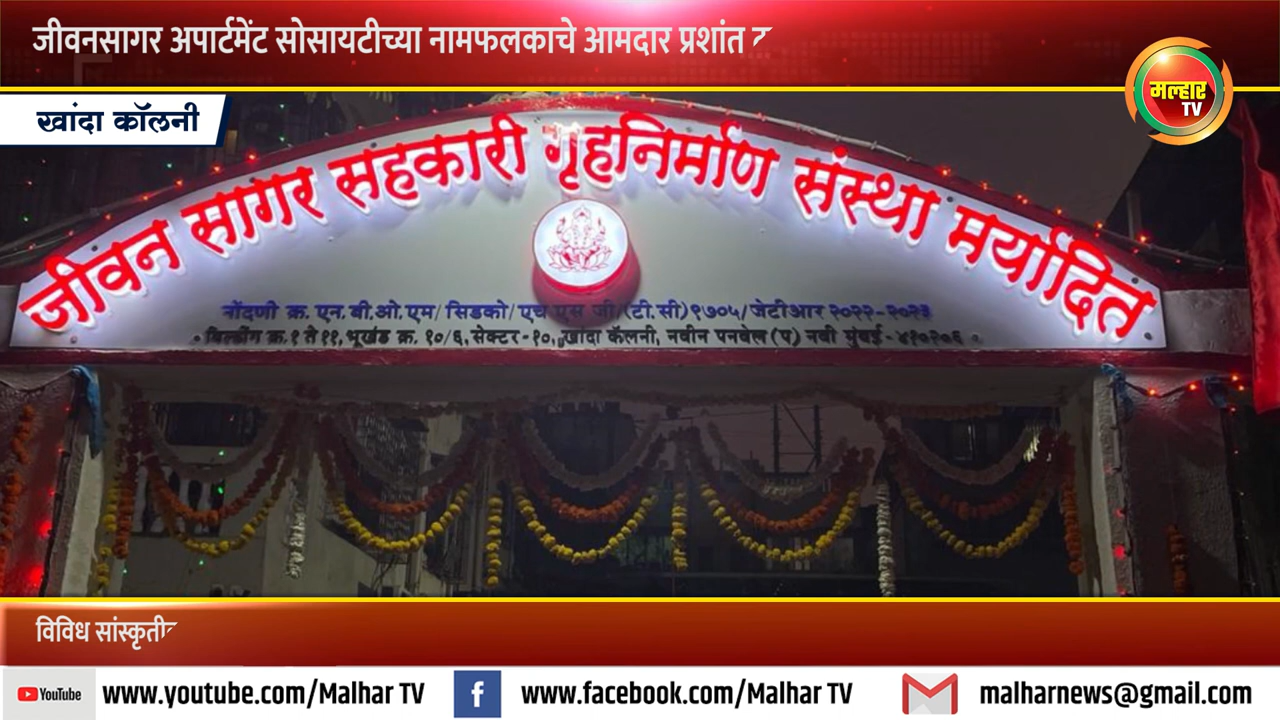 जीवनसागर अपार्टमेंट सोसायटीच्या नामफलकाचे आमदार प्रशांत
मल्हार
TV
खांदा कॉलनी
जीवन सागर सहकारी गृहनिर्माण संस्था मर्यादित
नोंदणी क्र. एन.बी.ओ.एम/ सिडको/ एच एस जी/(टी.सी)९७०५/जेटीआर २०२२-२०२३
बिल्डींग क्र.१ ते ११, भूखंड क्र. १०/६, सेक्टर-१०, खांदा कॅलनी, नवीन पनवेल (प) नवी मुंबई - ४१०२०६
विविध
YouTube www.youtube.com/Malhar TV www.facebook.com/Malhar TV malharnews@gmail.com